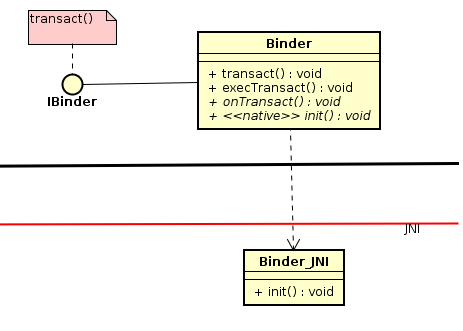 transact()
IBinder
Binder
+ transact() : void
+ execTransact() : void
+ onTransact() : void
+ <<native>> init() : void
JNI
Binder_JNI
+ init() : void